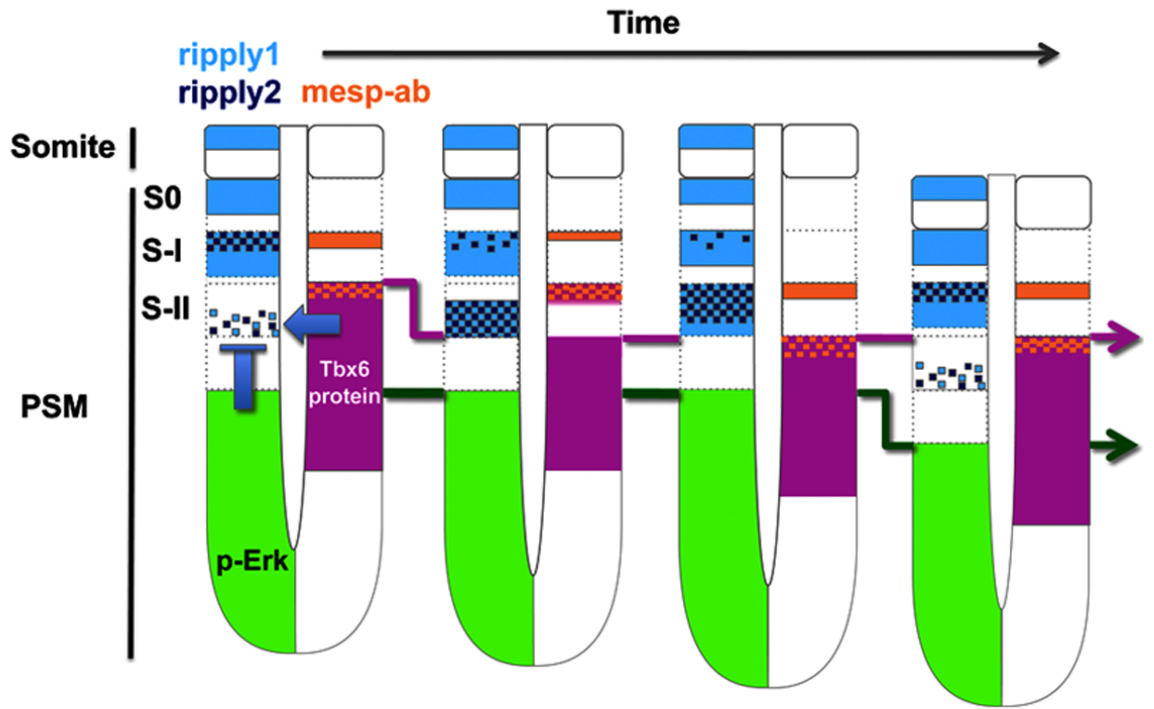 Time
ripply1
ripply2 mesp-ab
Somite
S0
S-I
S-II
PSM
Tbx6
protein
p-Erk